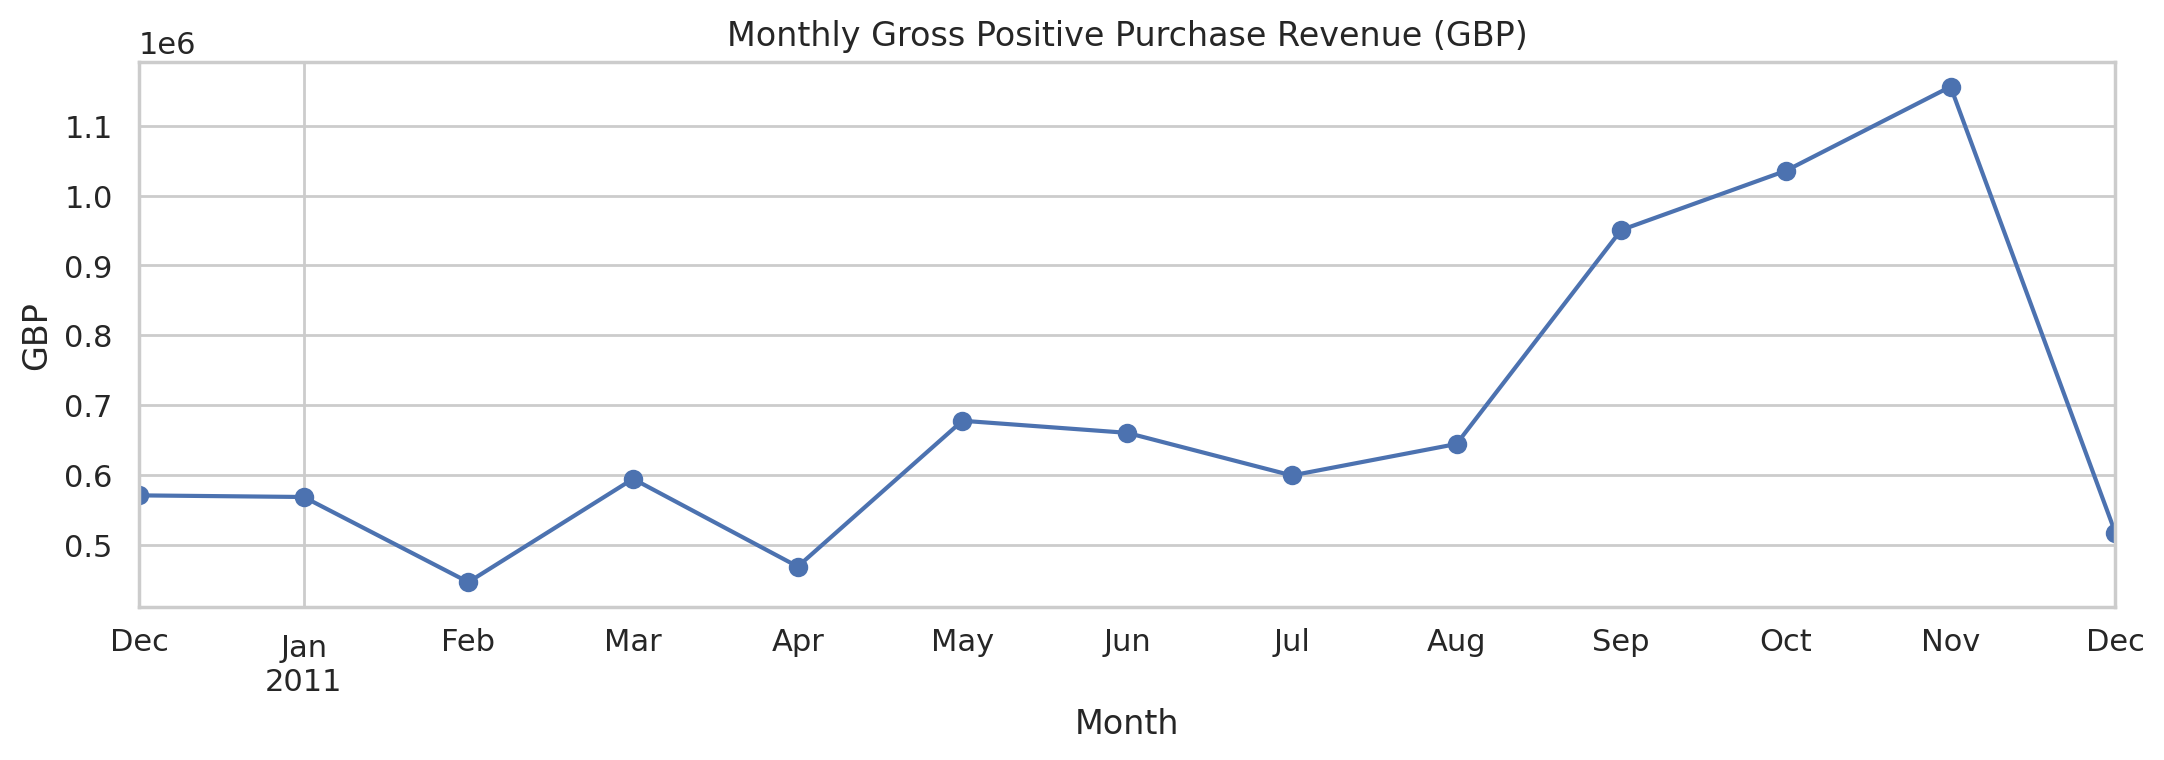 Monthly Gross Positive Purchase Revenue (GBP)
1e6
1.1
1.0
0.9
0.8
0.7
0.6
0.5
GBP
Dec Jan Feb Mar Apr May Jun Jul Aug Sep Oct Nov Dec
2011
Month